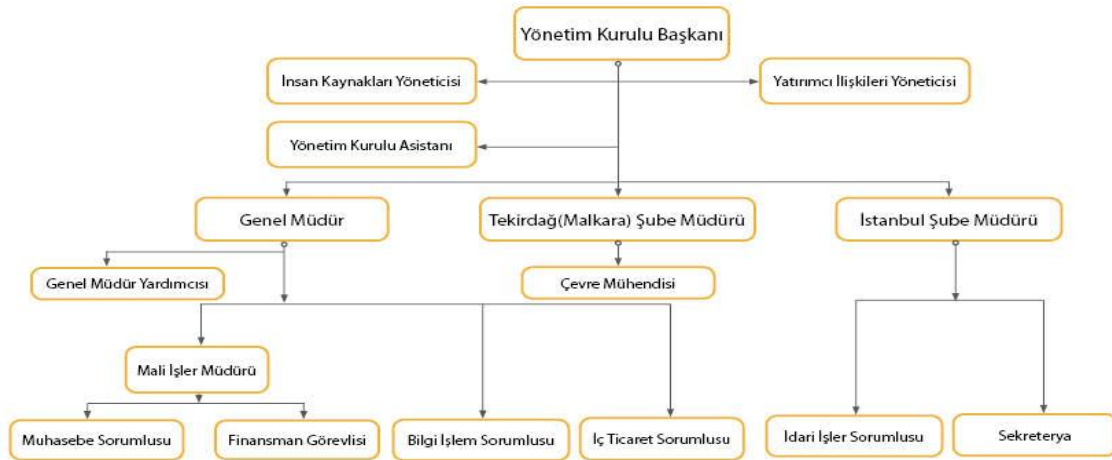 Yönetim Kurulu Başkanı
İnsan Kaynakları Yöneticisi
Yatırımcı İlişkileri Yöneticisi
Yönetim Kurulu Asistanı
Genel Müdür
Tekirdağ(Malkara) Şube Müdürü
İstanbul Şube Müdürü
Genel Müdür Yardımcısı
Çevre Mühendisi
Mali İşler Müdürü
Muhasebe Sorumlusu
Finansman Görevlisi
Bilgi İşlem Sorumlusu
İç Ticaret Sorumlusu
İdari İşler Sorumlusu
Sekreterya